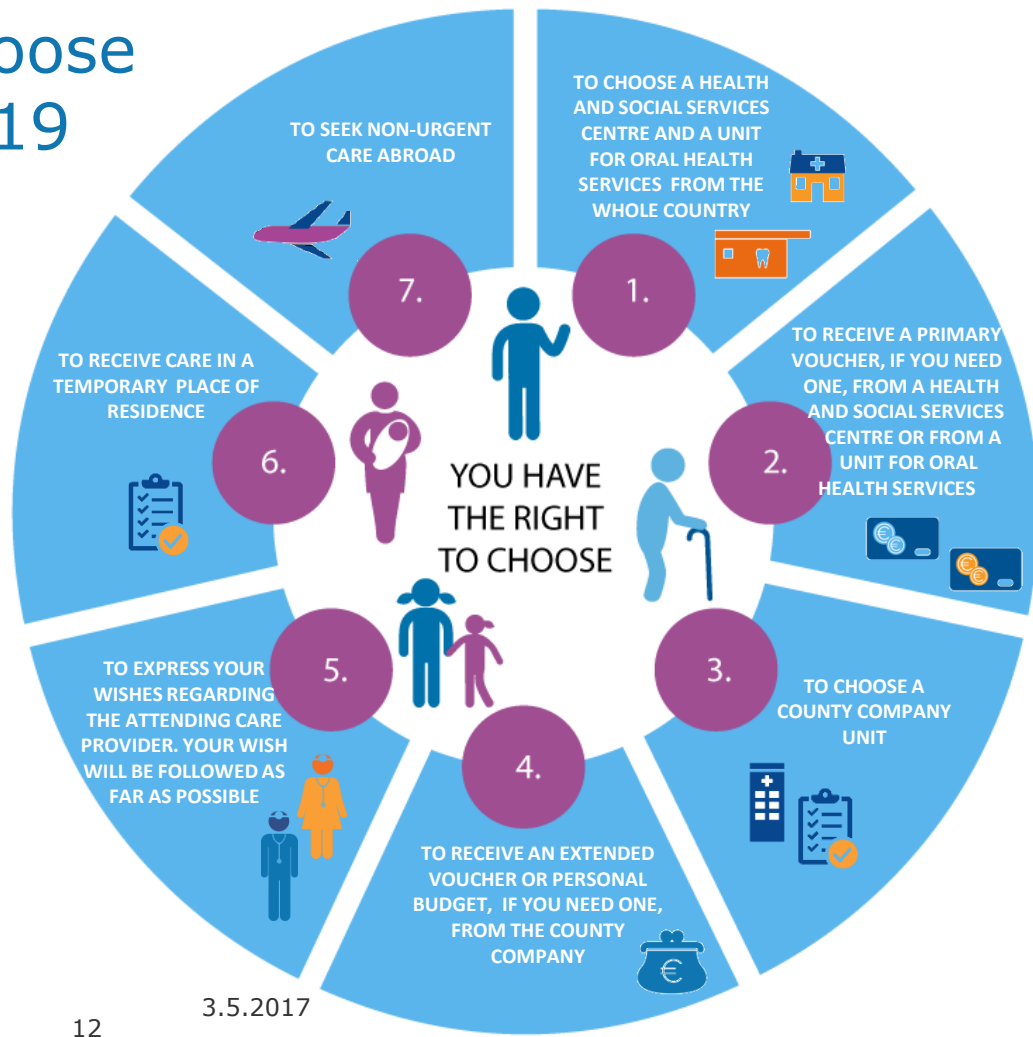 19
TO CHOOSE A HEALTH
AND SOCIAL SERVICES
CENTRE AND A UNIT
FOR ORAL HEALTH
SERVICES FROM THE
WHOLE COUNTRY
1.
TO RECEIVE A PRIMARY
VOUCHER, IF YOU NEED
ONE, FROM A HEALTH
AND SOCIAL SERVICES
CENTRE OR FROM A
UNIT FOR ORAL
HEALTH SERVICES
2.
TO CHOOSE A
COUNTY COMPANY
UNIT
3.
TO RECEIVE AN EXTENDED
VOUCHER OR PERSONAL
BUDGET, IF YOU NEED ONE,
FROM THE COUNTY
COMPANY
4.
€
TO EXPRESS YOUR
WISHES REGARDING
THE ATTENDING CARE
PROVIDER. YOUR WISH
WILL BE FOLLOWED AS
FAR AS POSSIBLE
5.
TO RECEIVE CARE IN A
TEMPORARY PLACE OF
RESIDENCE
6.
TO SEEK NON-URGENT
CARE ABROAD
7.
YOU HAVE
THE RIGHT
TO CHOOSE
3.5.2017
12